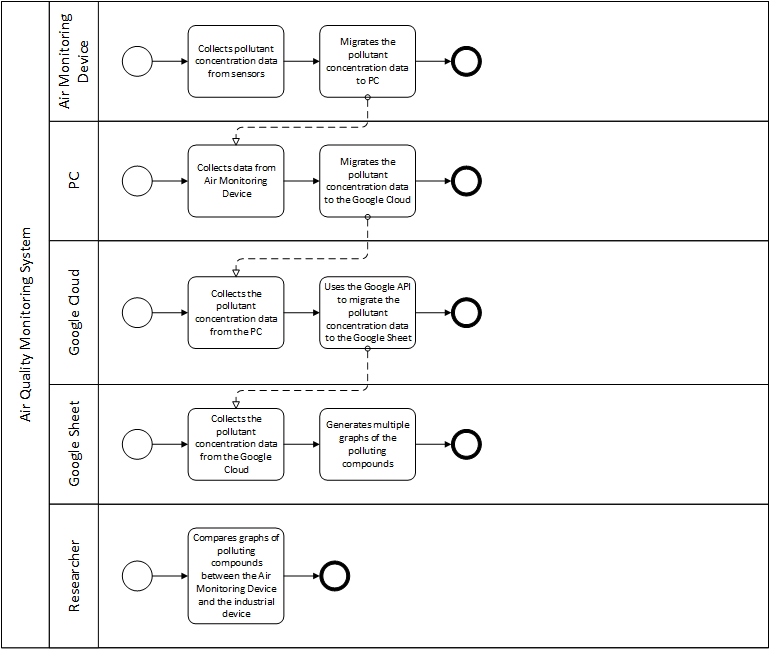 Air Quality Monitoring System
Air Monitoring
Device
Collects pollutant
concentration data
from sensors
Migrates the
pollutant
concentration data
to PC
PC
Collects data from
Air Monitoring
Device
Migrates the
pollutant
concentration data
to the Google Cloud
Google Cloud
Collects the
pollutant
concentration data
from the PC
Uses the Google API
to migrate the
pollutant
concentration data
to the Google Sheet
Google Sheet
Collects the
pollutant
concentration data
from the Google
Cloud
Generates multiple
graphs of the
polluting
compounds
Researcher
Compares graphs of
polluting
compounds
between the Air
Monitoring Device
and the industrial
device